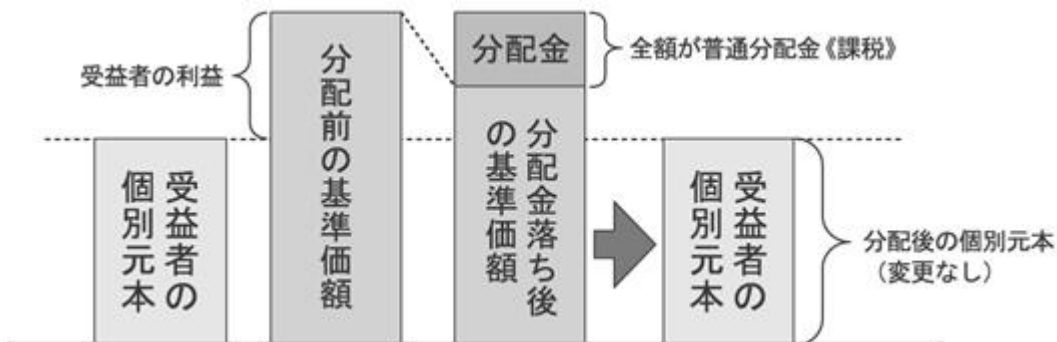 受益者の利益
受益者の
個別元本
分配前の基準価額
分配金
全額が普通分配金《課税》
分配金落ち後
の基準価額
受益者の
個別元本
分配後の個別元本
（変更なし）